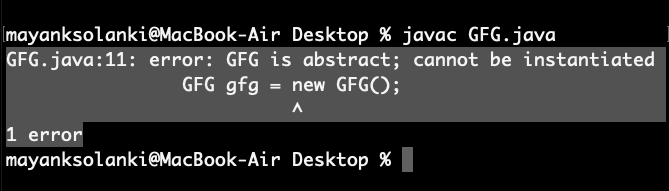 mayanksolanki@MacBook-Air Desktop % javac GFG.java
GFG.java:11: error: GFG is abstract; cannot be instantiated
GFG gfg = new GFG();
^
1 error
mayanksolanki@MacBook-Air Desktop %